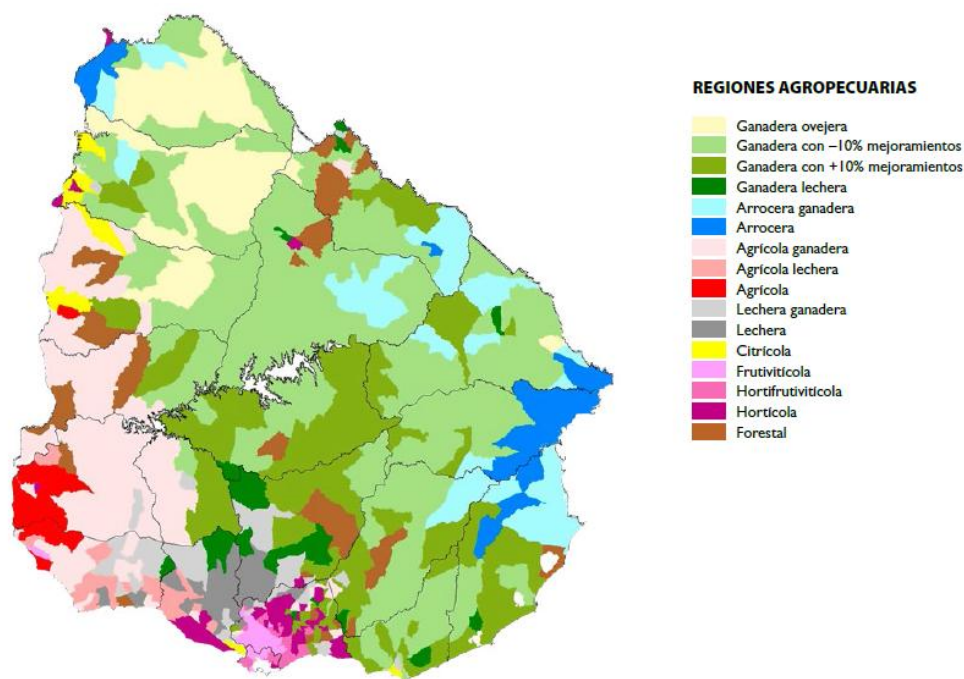 REGIONES AGROPECUARIAS
Ganadera ovejera
Ganadera con –10% mejoramientos
Ganadera con +10% mejoramientos
Ganadera lechera
Arrocera ganadera
Arrocera
Agrícola ganadera
Agrícola lechera
Agrícola
Lechera ganadera
Lechera
Citrícola
Frutivitícola
Hortifrutivitícola
Hortícola
Forestal